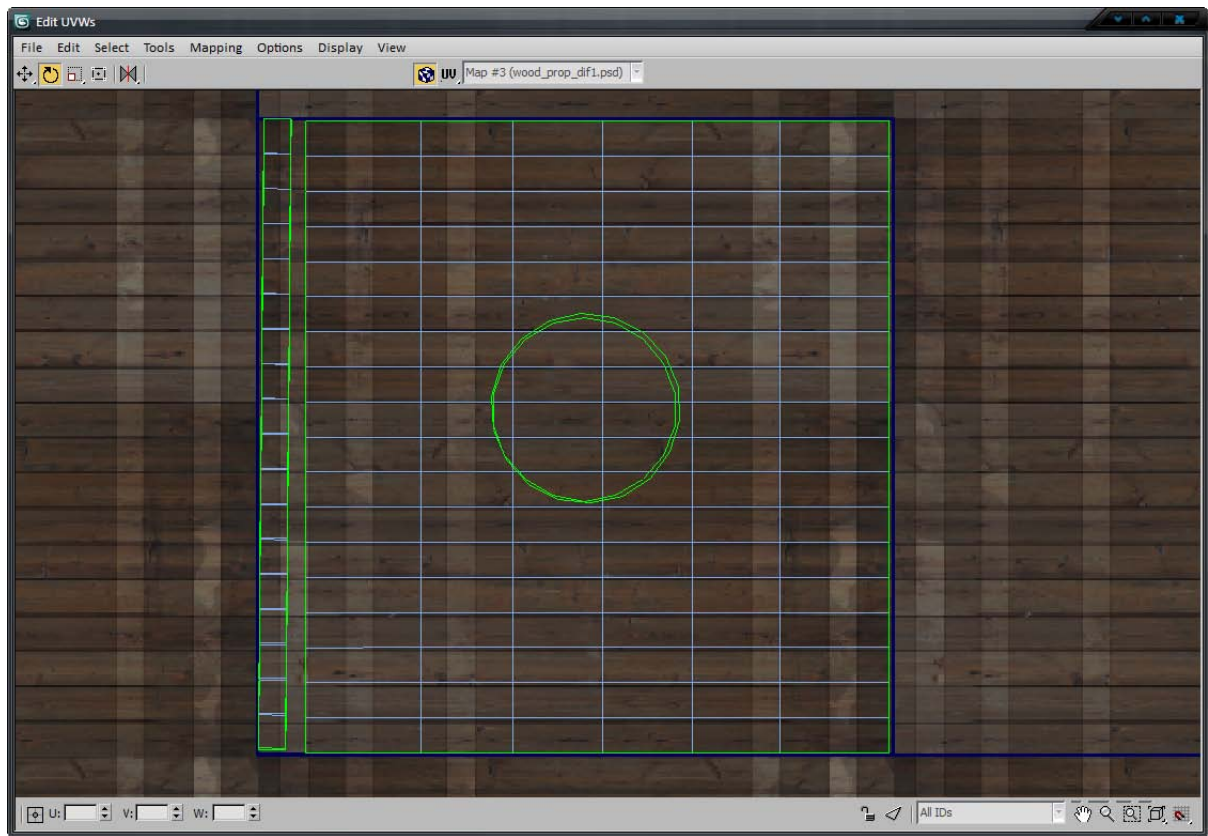 Edit UVWs
File Edit Select Tools Mapping Options Display View
UV Map #3 (wood_prop_dif1.psd)
U: V: W: All IDs